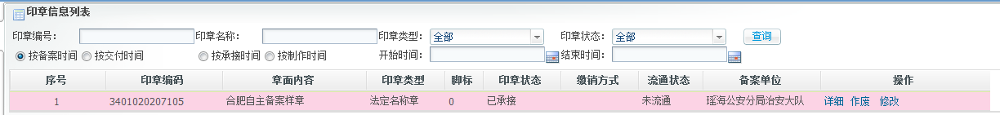 印章信息列表
印章编号： 印章名称： 印章类型： 全部 印章状态： 全部 查询
按备案时间 按交付时间 按承接时间 按制作时间 开始时间： 结束时间：
序号 印章编码 章面内容 印章类型 脚标 印章状态 缴销方式 流通状态 备案单位 操作
1 3401020207105 合肥自主备案样章 法定名称章 0 已承接 未流通 瑶海公安分局治安大队 详细 作废 修改